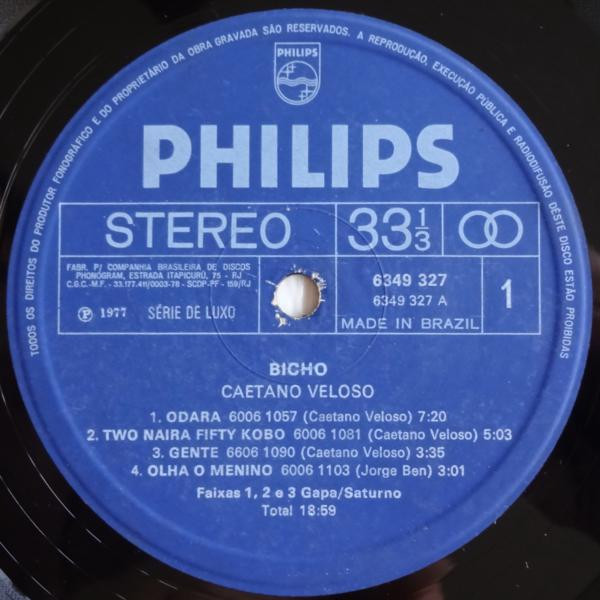 TODOS OS DIREITOS DO PRODUTOR FONOGRÁFICO E DO PROPRIETÁRIO DA OBRA GRAVADA SÃO RESERVADOS. A REPRODUÇÃO, EXECUÇÃO PÚBLICA E RADIODIFUSÃO DESTE DISCO ESTÃO PROIBIDAS
PHILIPS
PHILIPS
STEREO 33 1/3
FABR. P/ COMPANHIA BRASILEIRA DE DISCOS
PHONOGRAM, ESTRADA ITAPICURÚ, 75 - RJ
C.G.C.-M.F. - 33.177.411/0003-78 - SCDP-PF - 159/RJ
6349 327
6349 327 A
1
℗ 1977 SÉRIE DE LUXO
MADE IN BRAZIL
BICHO
CAETANO VELOSO
1. ODARA 6006 1057 (Caetano Veloso) 7:20
2. TWO NAIRA FIFTY KOBO 6006 1081 (Caetano Veloso) 5:03
3. GENTE 6606 1090 (Caetano Veloso) 3:35
4. OLHA O MENINO 6006 1103 (Jorge Ben) 3:01
Faixas 1, 2 e 3 Gapa/Saturno
Total 18:59